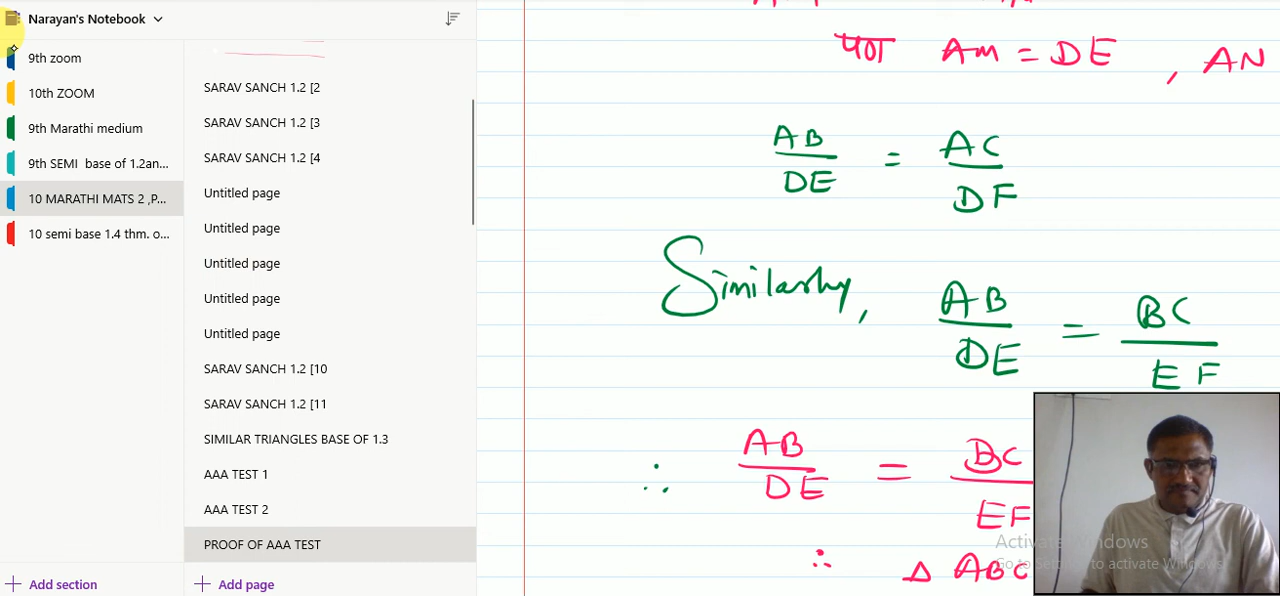 Narayan's Notebook
9th zoom
10th ZOOM
9th Marathi medium
9th SEMI base of 1.2an...
10 MARATHI MATS 2 ,P...
10 semi base 1.4 thm. o...
Add section
SARAV SANCH 1.2 [2
SARAV SANCH 1.2 [3
SARAV SANCH 1.2 [4
Untitled page
Untitled page
Untitled page
Untitled page
Untitled page
SARAV SANCH 1.2 [10
SARAV SANCH 1.2 [11
SIMILAR TRIANGLES BASE OF 1.3
AAA TEST 1
AAA TEST 2
PROOF OF AAA TEST
Add page
पण AM = DE , AN
AB/DE = AC/DF
Similarly, AB/DE = BC/EF
∴ AB/DE = BC/EF
∴ △ ABC
Activate Windows
Go to Settings to activate Windows.